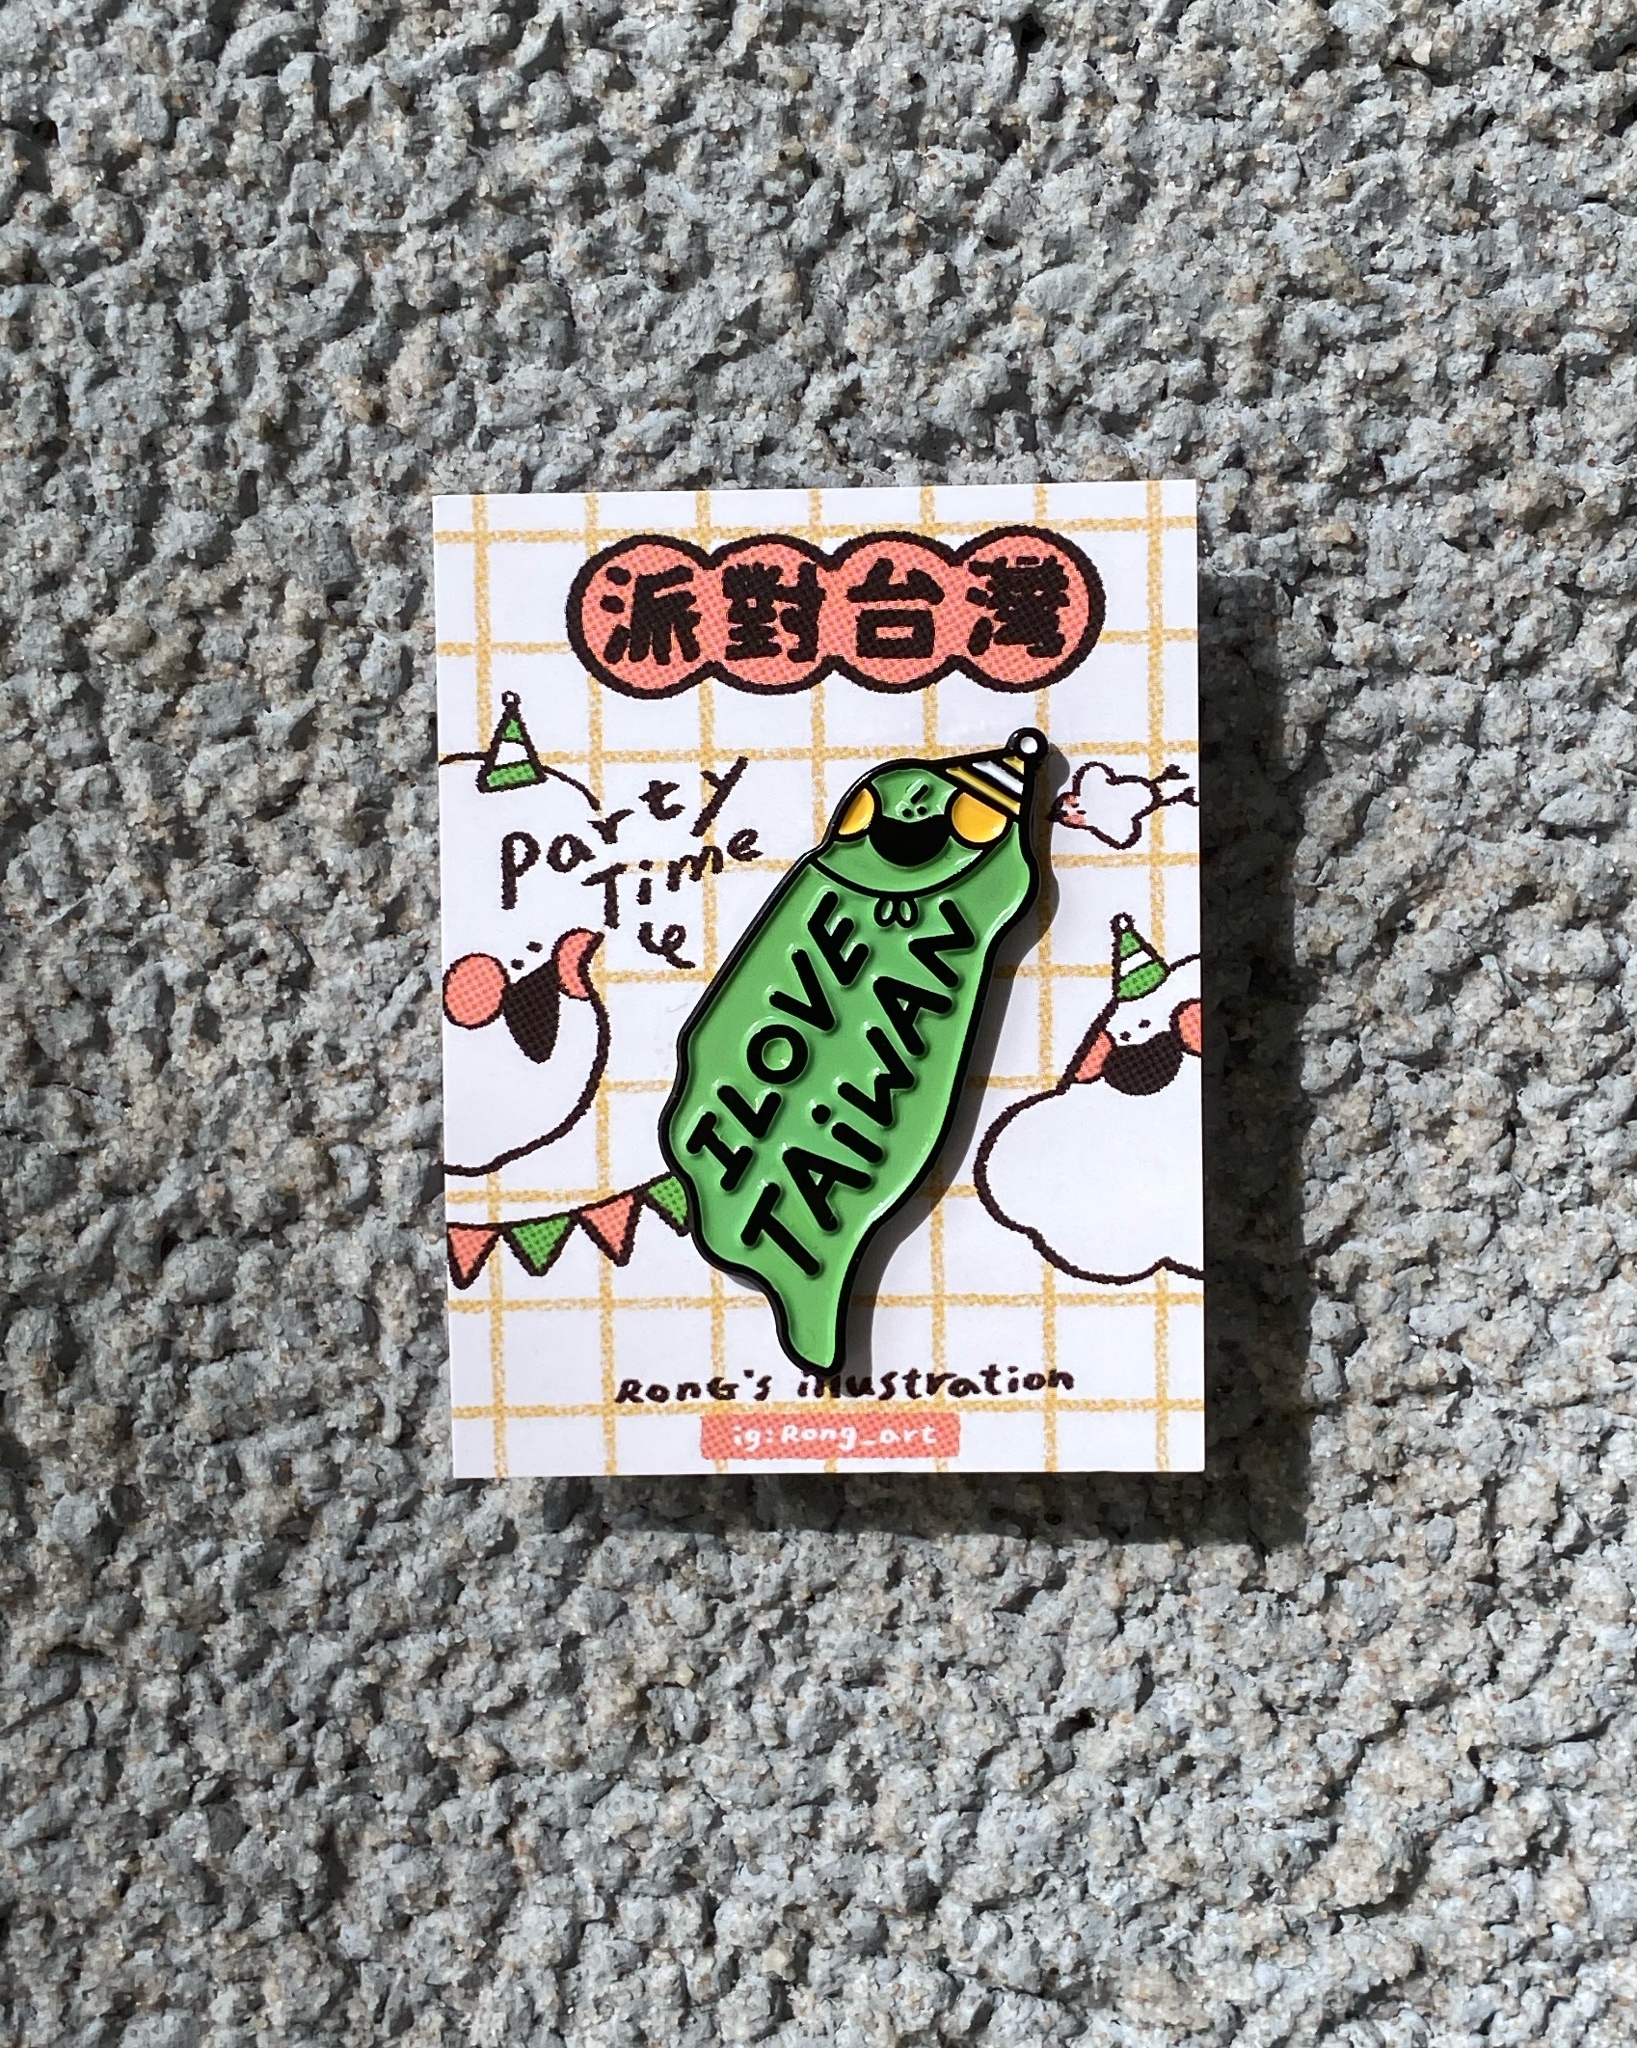 派對台灣
party
Time
I LOVE
TAiWAN
RonG's illustration
ig:Rong_art